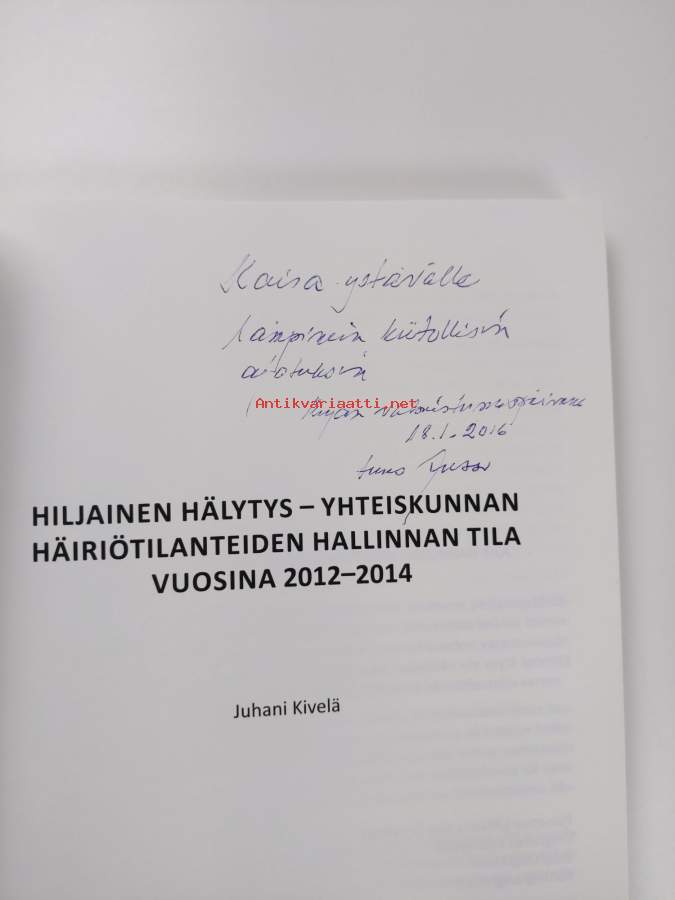 Kaisa ystävälle
lämpimin kiitollisin
ajatuksin
Antikvariaatti.net
Kirjan
18.1.2016
HILJAINEN HÄLYTYS – YHTEISKUNNAN
HÄIRIÖTILANTEIDEN HALLINNAN TILA
VUOSINA 2012–2014
Juhani Kivelä